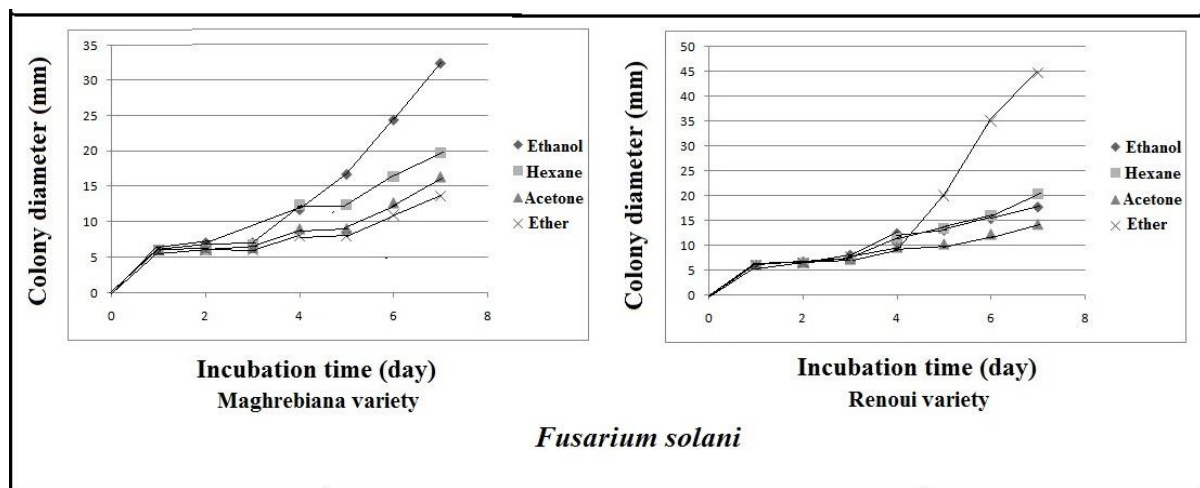 Colony diameter (mm)
35
30
25
20
15
10
5
0
0 2 4 6 8
Ethanol
Hexane
Acetone
Ether
Incubation time (day)
Maghrebiana variety
Colony diameter (mm)
50
45
40
35
30
25
20
15
10
5
0
0 2 4 6 8
Ethanol
Hexane
Acetone
Ether
Incubation time (day)
Renoui variety
Fusarium solani